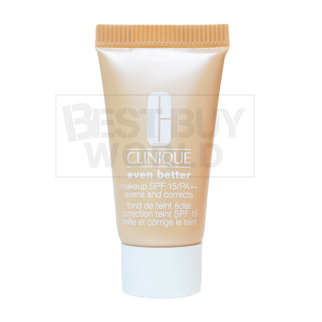 BEST BUY
WORLD
C
CLINIQUE
even better
makeup SPF 15/PA++
evens and corrects
fond de teint éclat
correction teint SPF 15
unifie et corrige le teint